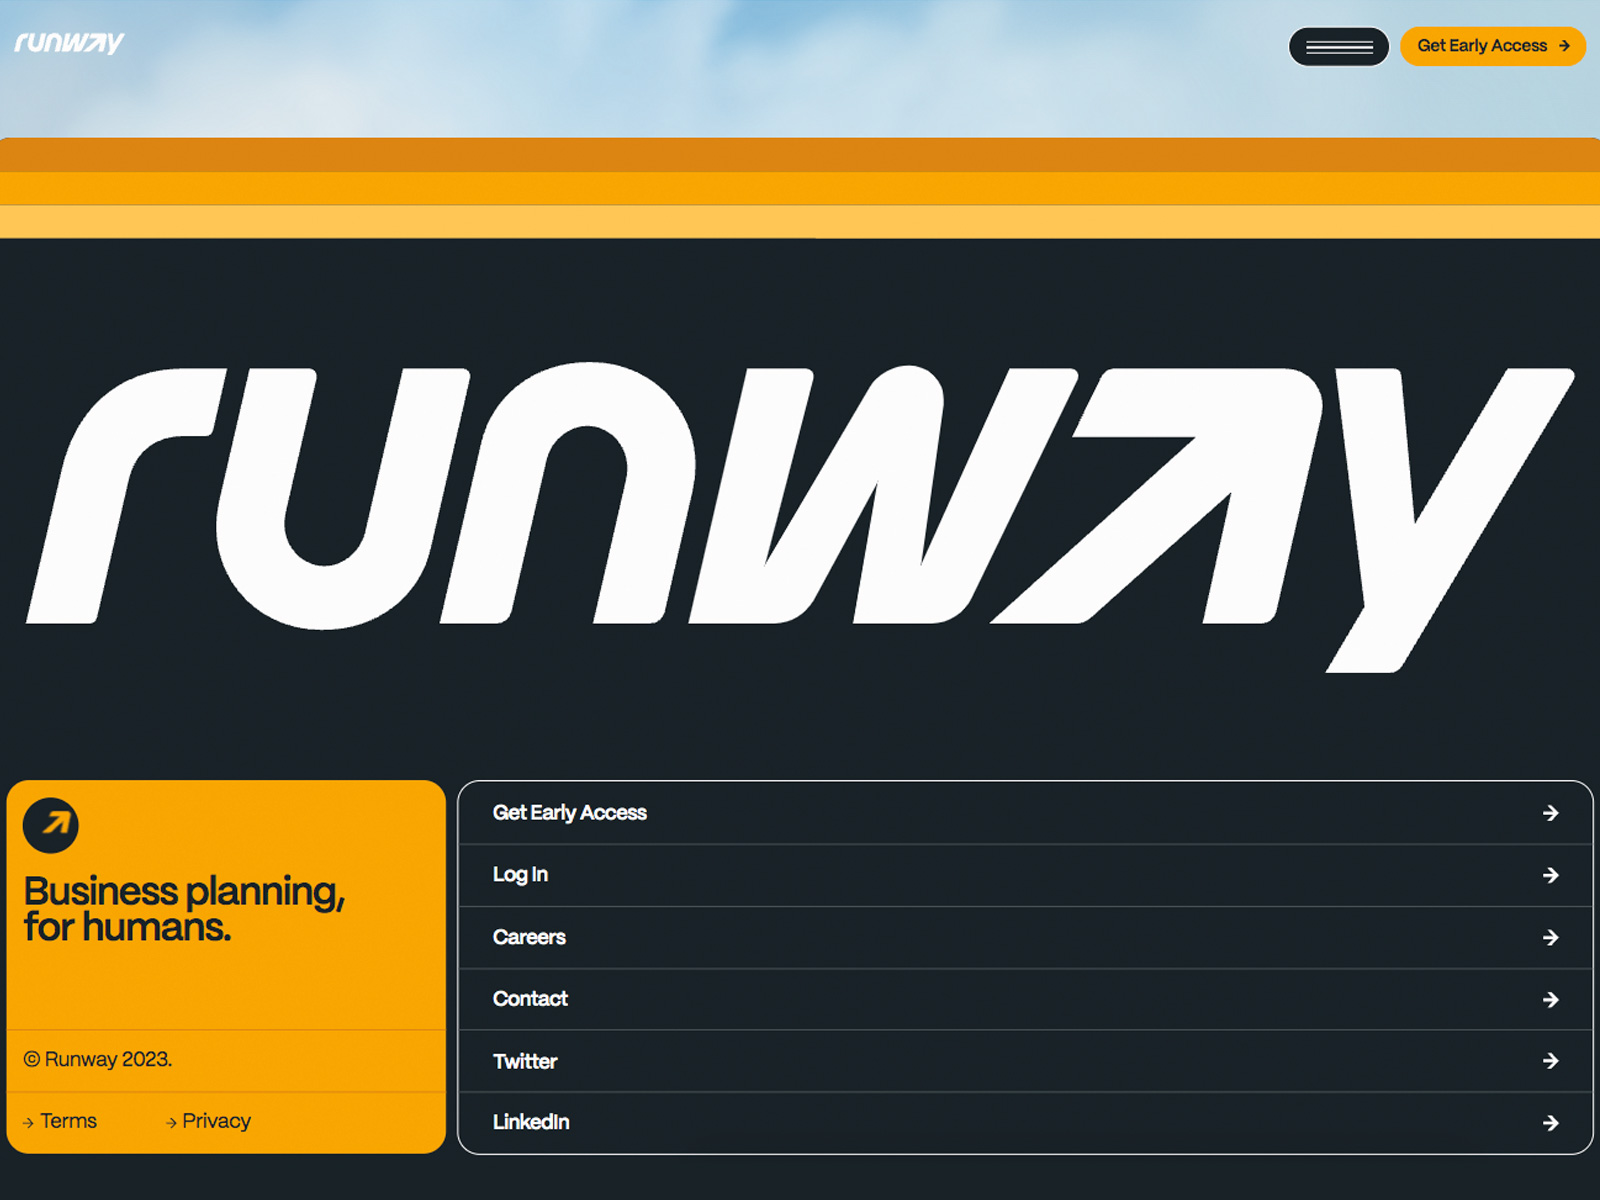 runway
Get Early Access →
runway
Business planning,
for humans.
© Runway 2023.
→ Terms → Privacy
Get Early Access →
Log In →
Careers →
Contact →
Twitter →
LinkedIn →